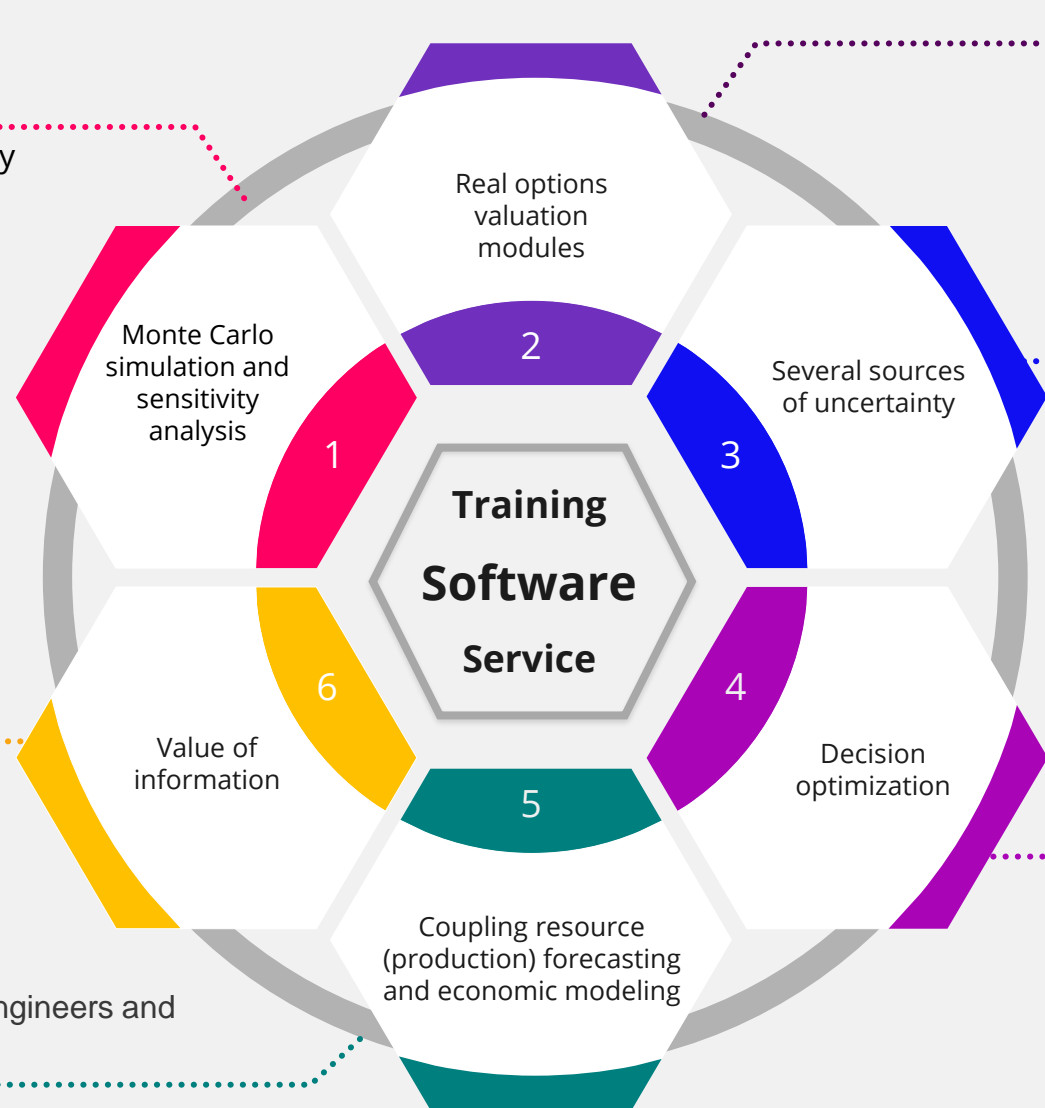 y
Real options
valuation
modules
2
Monte Carlo
simulation and
sensitivity
analysis
1
Several sources
of uncertainty
3
Training
Software
Service
6
Value of
information
4
Decision
optimization
5
Coupling resource
(production) forecasting
and economic modeling
ngineers and